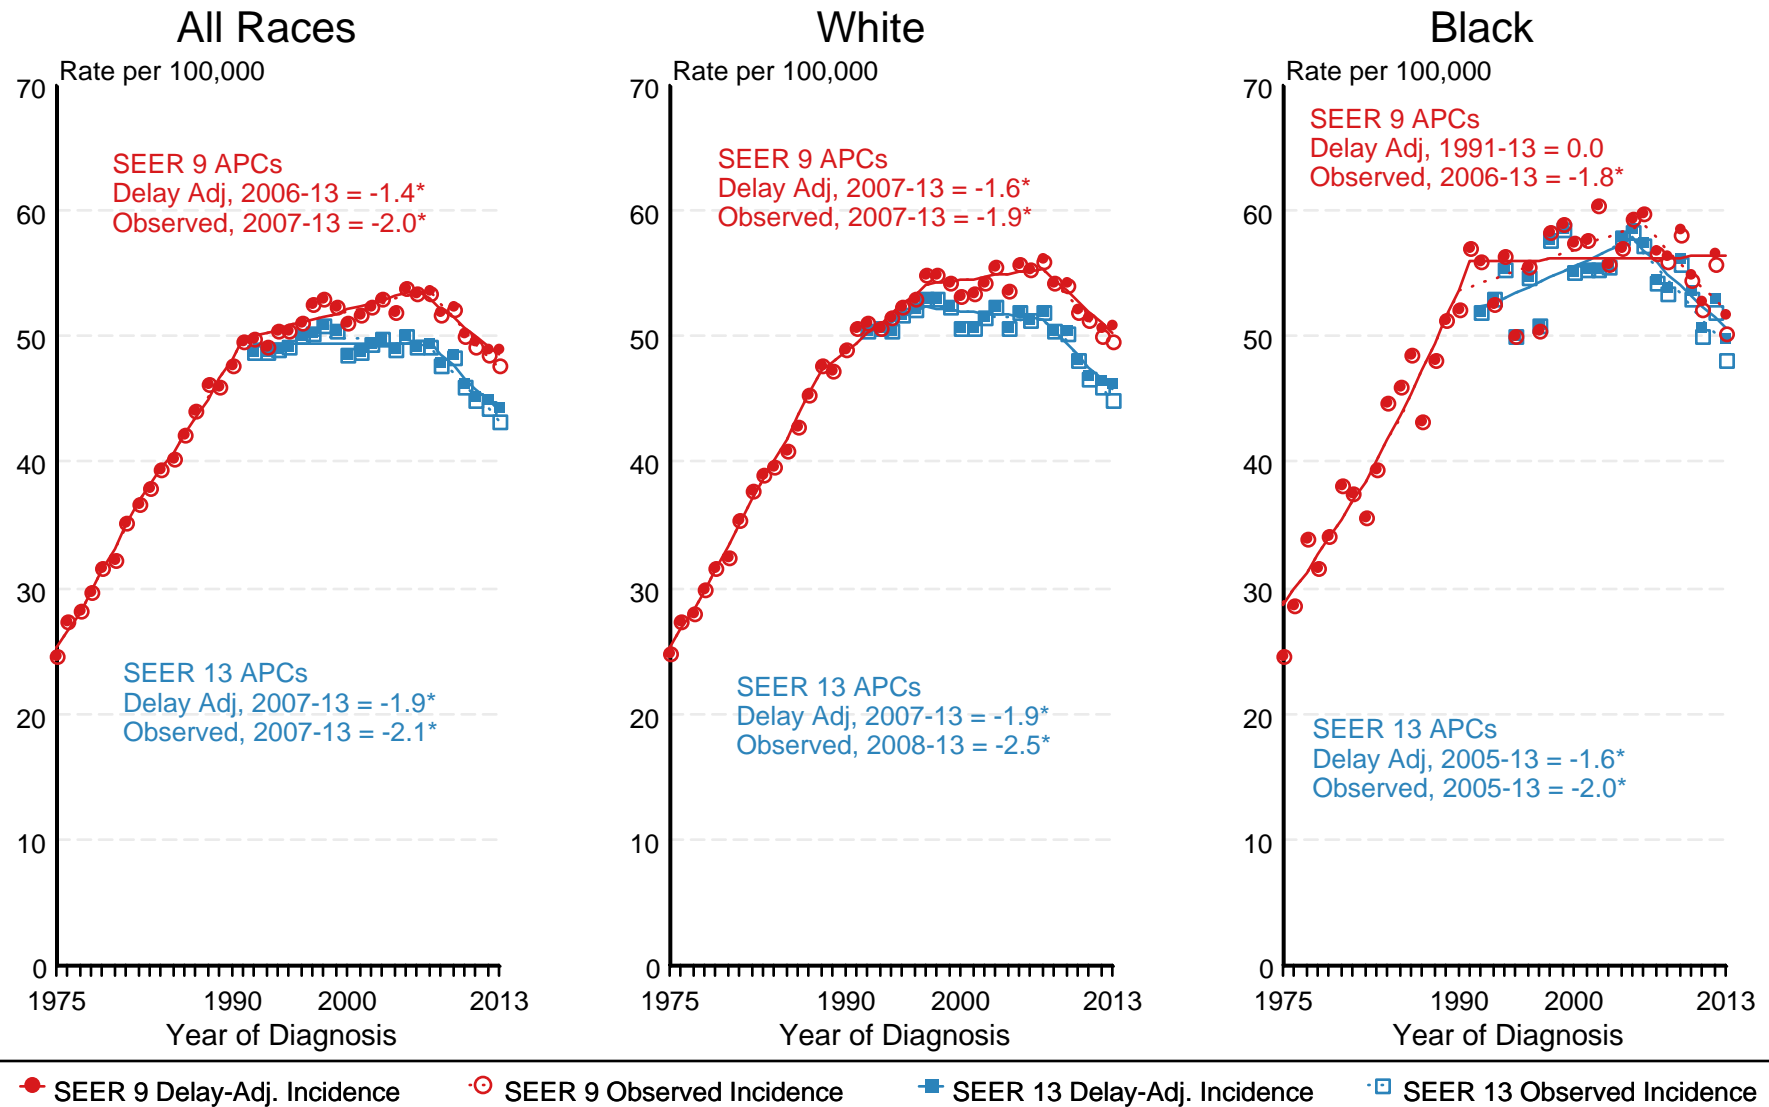 All Races
Rate per 100,000
70
60
50
40
30
20
10
0
SEER 9 APCs
Delay Adj, 2006-13 = -1.4*
Observed, 2007-13 = -2.0*
SEER 13 APCs
Delay Adj, 2007-13 = -1.9*
Observed, 2007-13 = -2.1*
1975 1990 2000 2013
Year of Diagnosis
White
Rate per 100,000
70
60
50
40
30
20
10
0
SEER 9 APCs
Delay Adj, 2007-13 = -1.6*
Observed, 2007-13 = -1.9*
SEER 13 APCs
Delay Adj, 2007-13 = -1.9*
Observed, 2008-13 = -2.5*
1975 1990 2000 2013
Year of Diagnosis
Black
Rate per 100,000
70
60
50
40
30
20
10
0
SEER 9 APCs
Delay Adj, 1991-13 = 0.0
Observed, 2006-13 = -1.8*
SEER 13 APCs
Delay Adj, 2005-13 = -1.6*
Observed, 2005-13 = -2.0*
1975 1990 2000 2013
Year of Diagnosis
SEER 9 Delay-Adj. Incidence SEER 9 Observed Incidence SEER 13 Delay-Adj. Incidence SEER 13 Observed Incidence